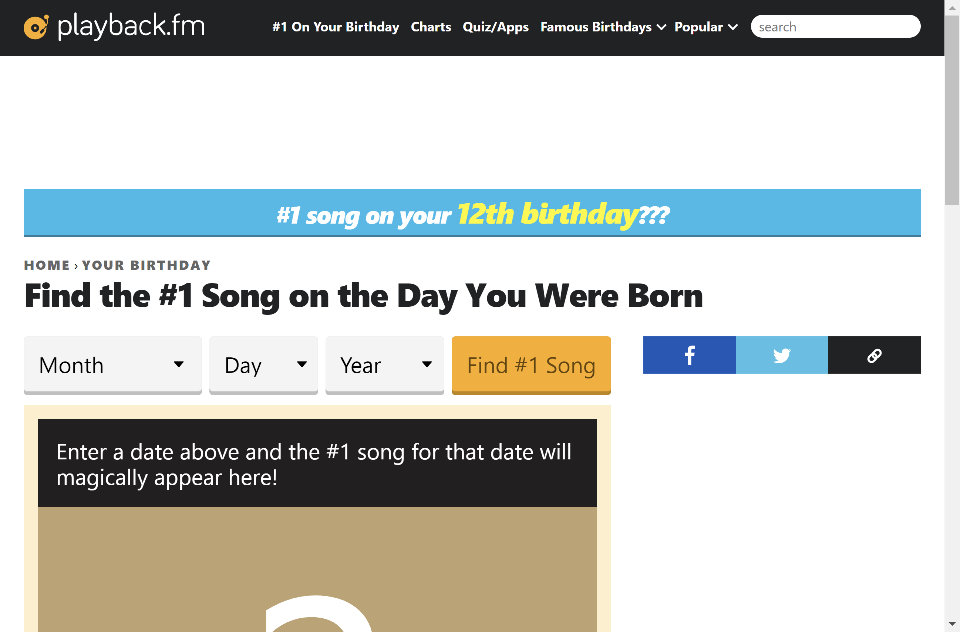 playback.fm
#1 On Your Birthday Charts Quiz/Apps Famous Birthdays Popular search
#1 song on your 12th birthday???
HOME › YOUR BIRTHDAY
Find the #1 Song on the Day You Were Born
Month Day Year Find #1 Song
Enter a date above and the #1 song for that date will
magically appear here!